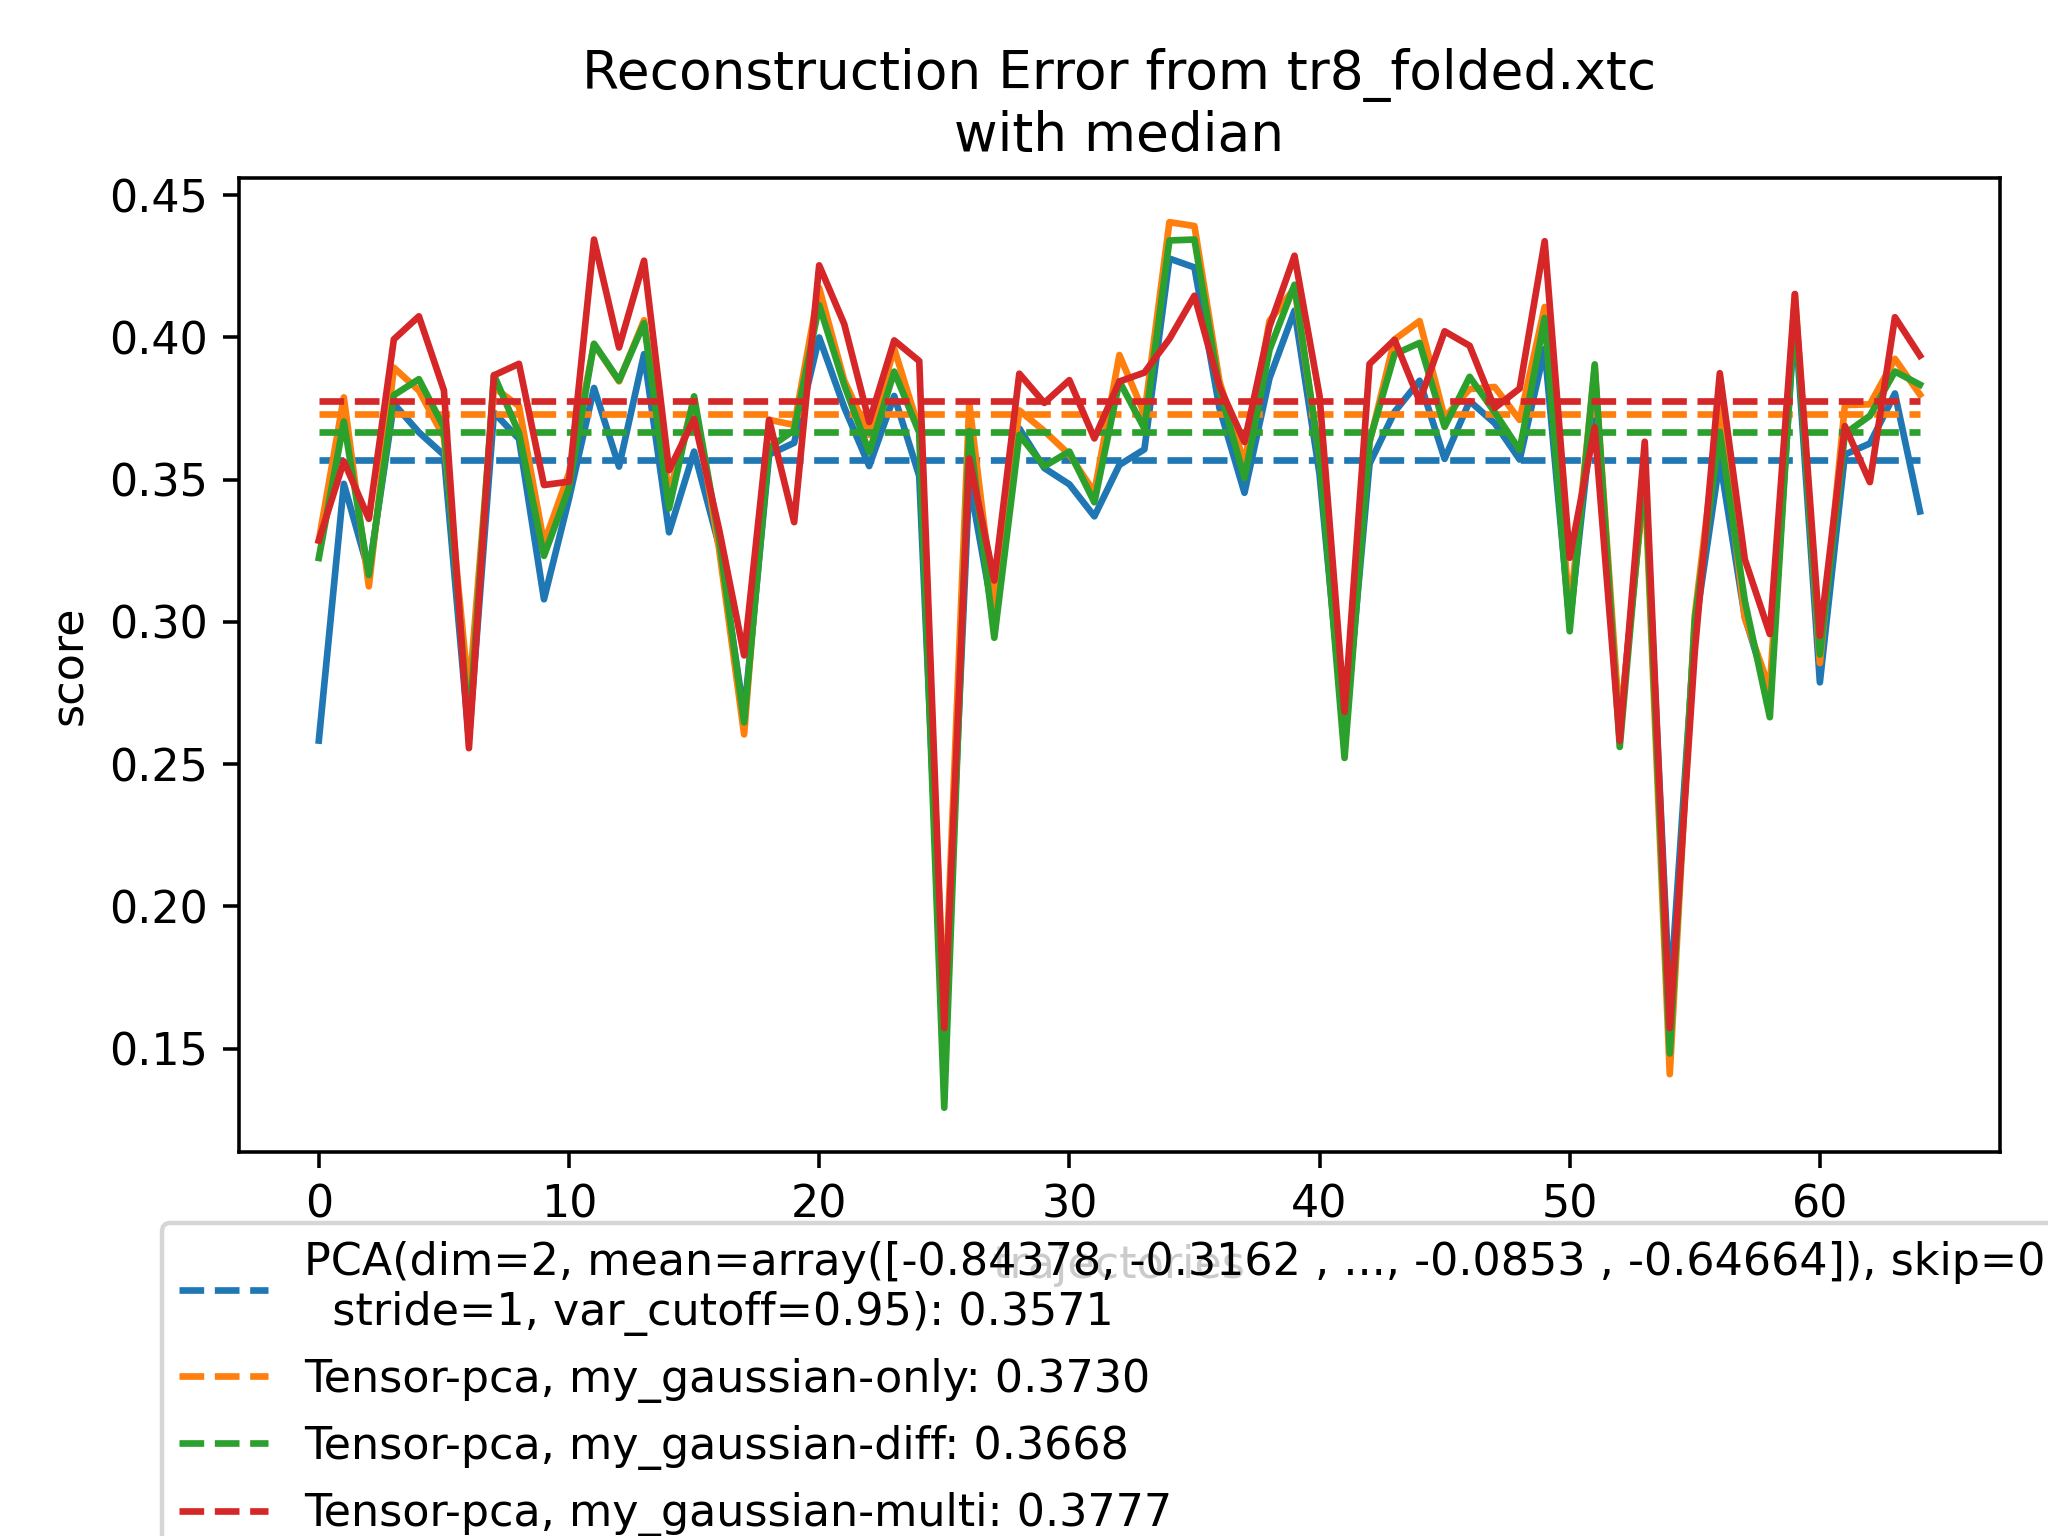 Reconstruction Error from tr8_folded.xtc
with median
0.45
0.40
0.35
0.30
0.25
0.20
0.15
score
0 10 20 30 40 50 60
trajectories
PCA(dim=2, mean=array([-0.84378, -0.3162 , ..., -0.0853 , -0.64664]), skip=0
stride=1, var_cutoff=0.95): 0.3571
Tensor-pca, my_gaussian-only: 0.3730
Tensor-pca, my_gaussian-diff: 0.3668
Tensor-pca, my_gaussian-multi: 0.3777